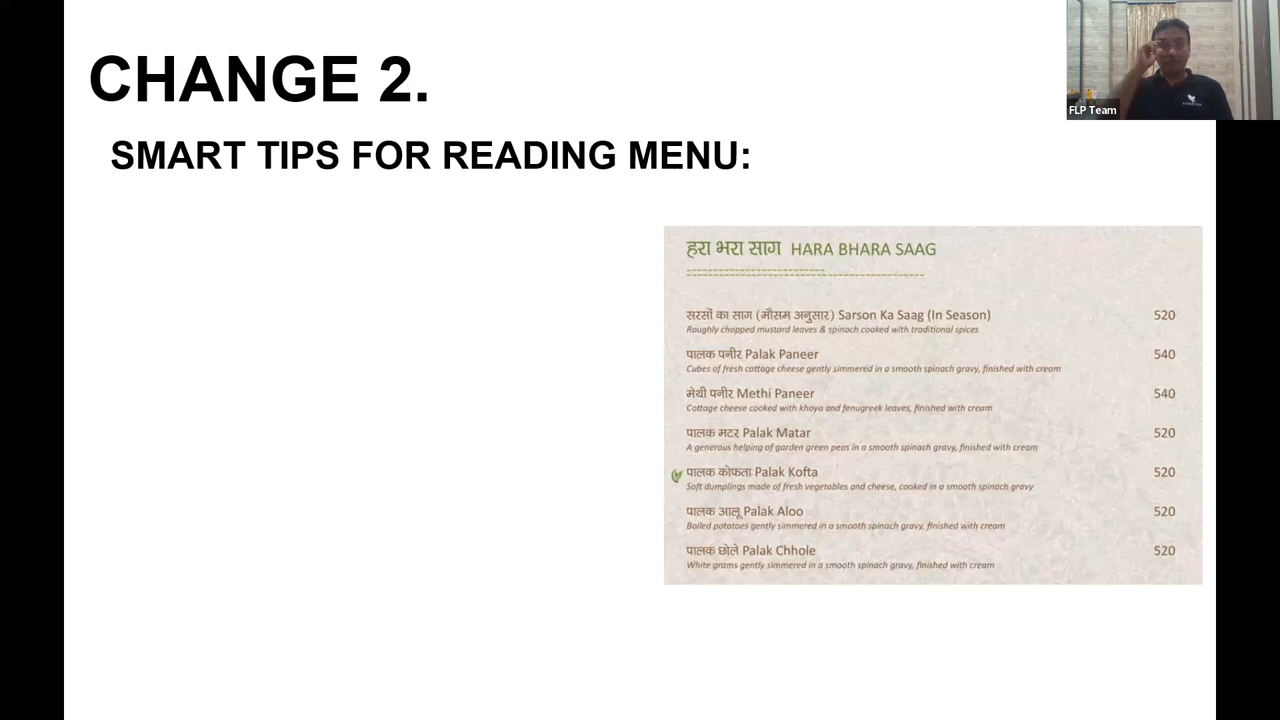 CHANGE 2.
SMART TIPS FOR READING MENU:
FLP Team
हरा भरा साग HARA BHARA SAAG
सरसों का साग (मौसम अनुसार) Sarson Ka Saag (In Season) 520
Roughly chopped mustard leaves & spinach cooked with traditional spices
पालक पनीर Palak Paneer 540
Cubes of fresh cottage cheese gently simmered in a smooth spinach gravy, finished with cream
मेथी पनीर Methi Paneer 540
Cottage cheese cooked with khoya and fenugreek leaves, finished with cream
पालक मटर Palak Matar 520
A generous helping of garden green peas in a smooth spinach gravy, finished with cream
पालक कोफता Palak Kofta 520
Soft dumplings made of fresh vegetables and cheese, cooked in a smooth spinach gravy
पालक आलू Palak Aloo 520
Boiled potatoes gently simmered in a smooth spinach gravy, finished with cream
पालक छोले Palak Chhole 520
White grams gently simmered in a smooth spinach gravy, finished with cream